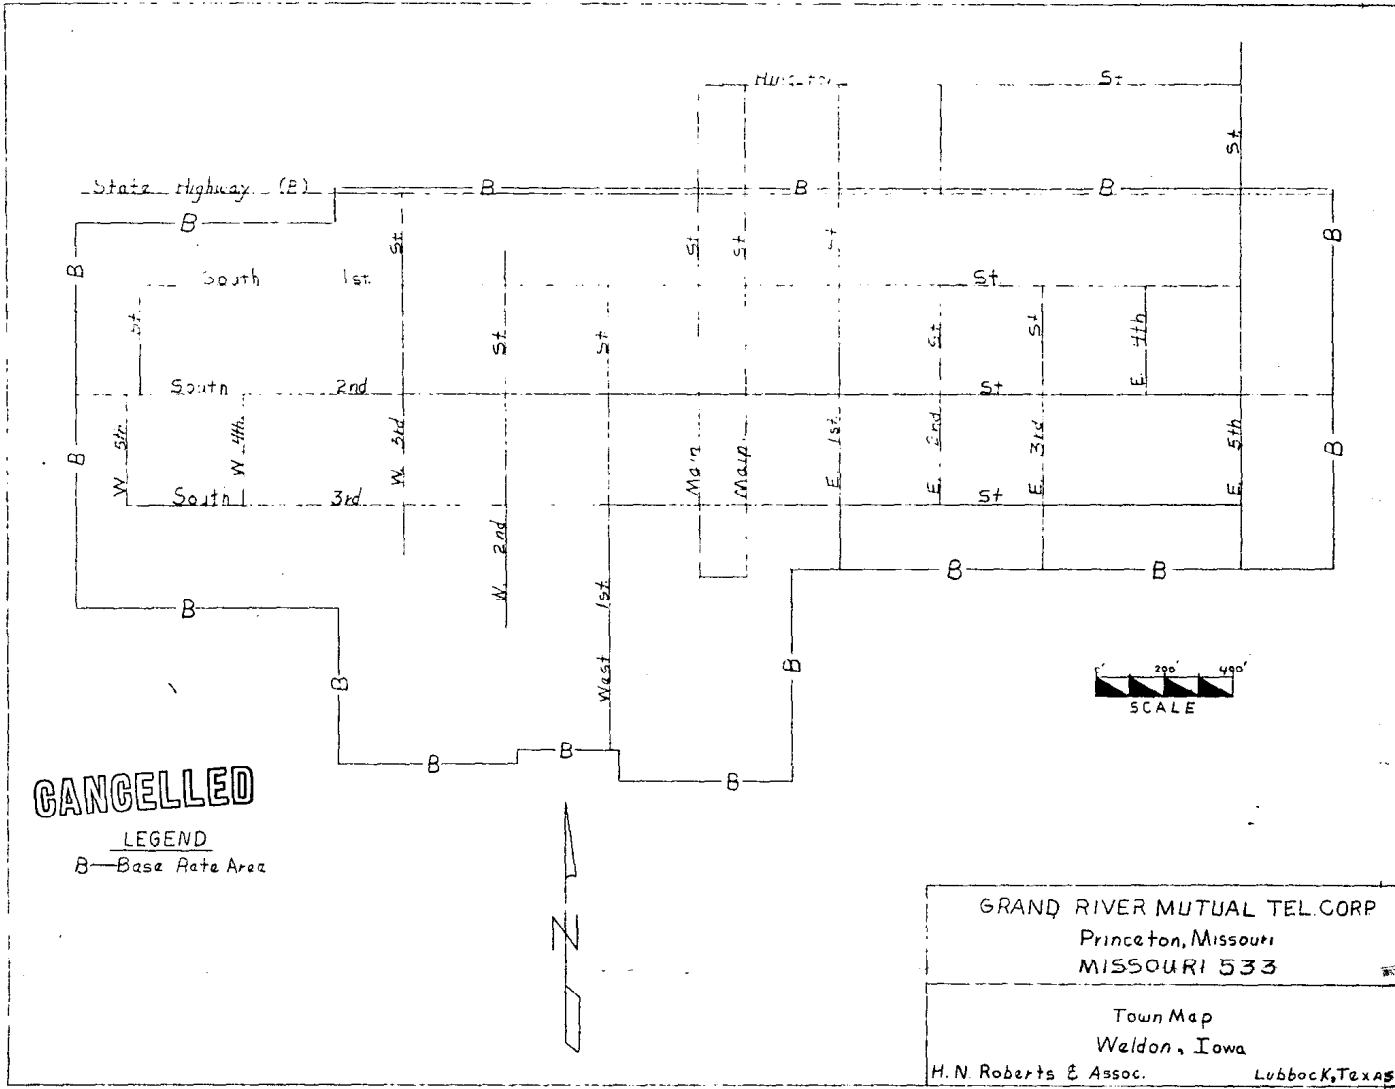 St
St
State Highway (B)
B
B
B
B
B
B
St
St
St
St
South 1st.
St
St.
St
St
St
St
E. 4th
South 2nd
St
B
B
W 5th
W 4th
W 3rd
Main
Main
E 1st.
E. 2nd
E. 3rd
E. 5th
South 3rd
St
W. 2nd
West 1st.
B
B
B
B
B
B
B
B
0' 200' 400'
SCALE
CANCELLED
LEGEND
B—Base Rate Area
N
GRAND RIVER MUTUAL TEL. CORP
Princeton, Missouri
MISSOURI 533
Town Map
Weldon, Iowa
H. N. Roberts & Assoc. Lubbock, Texas